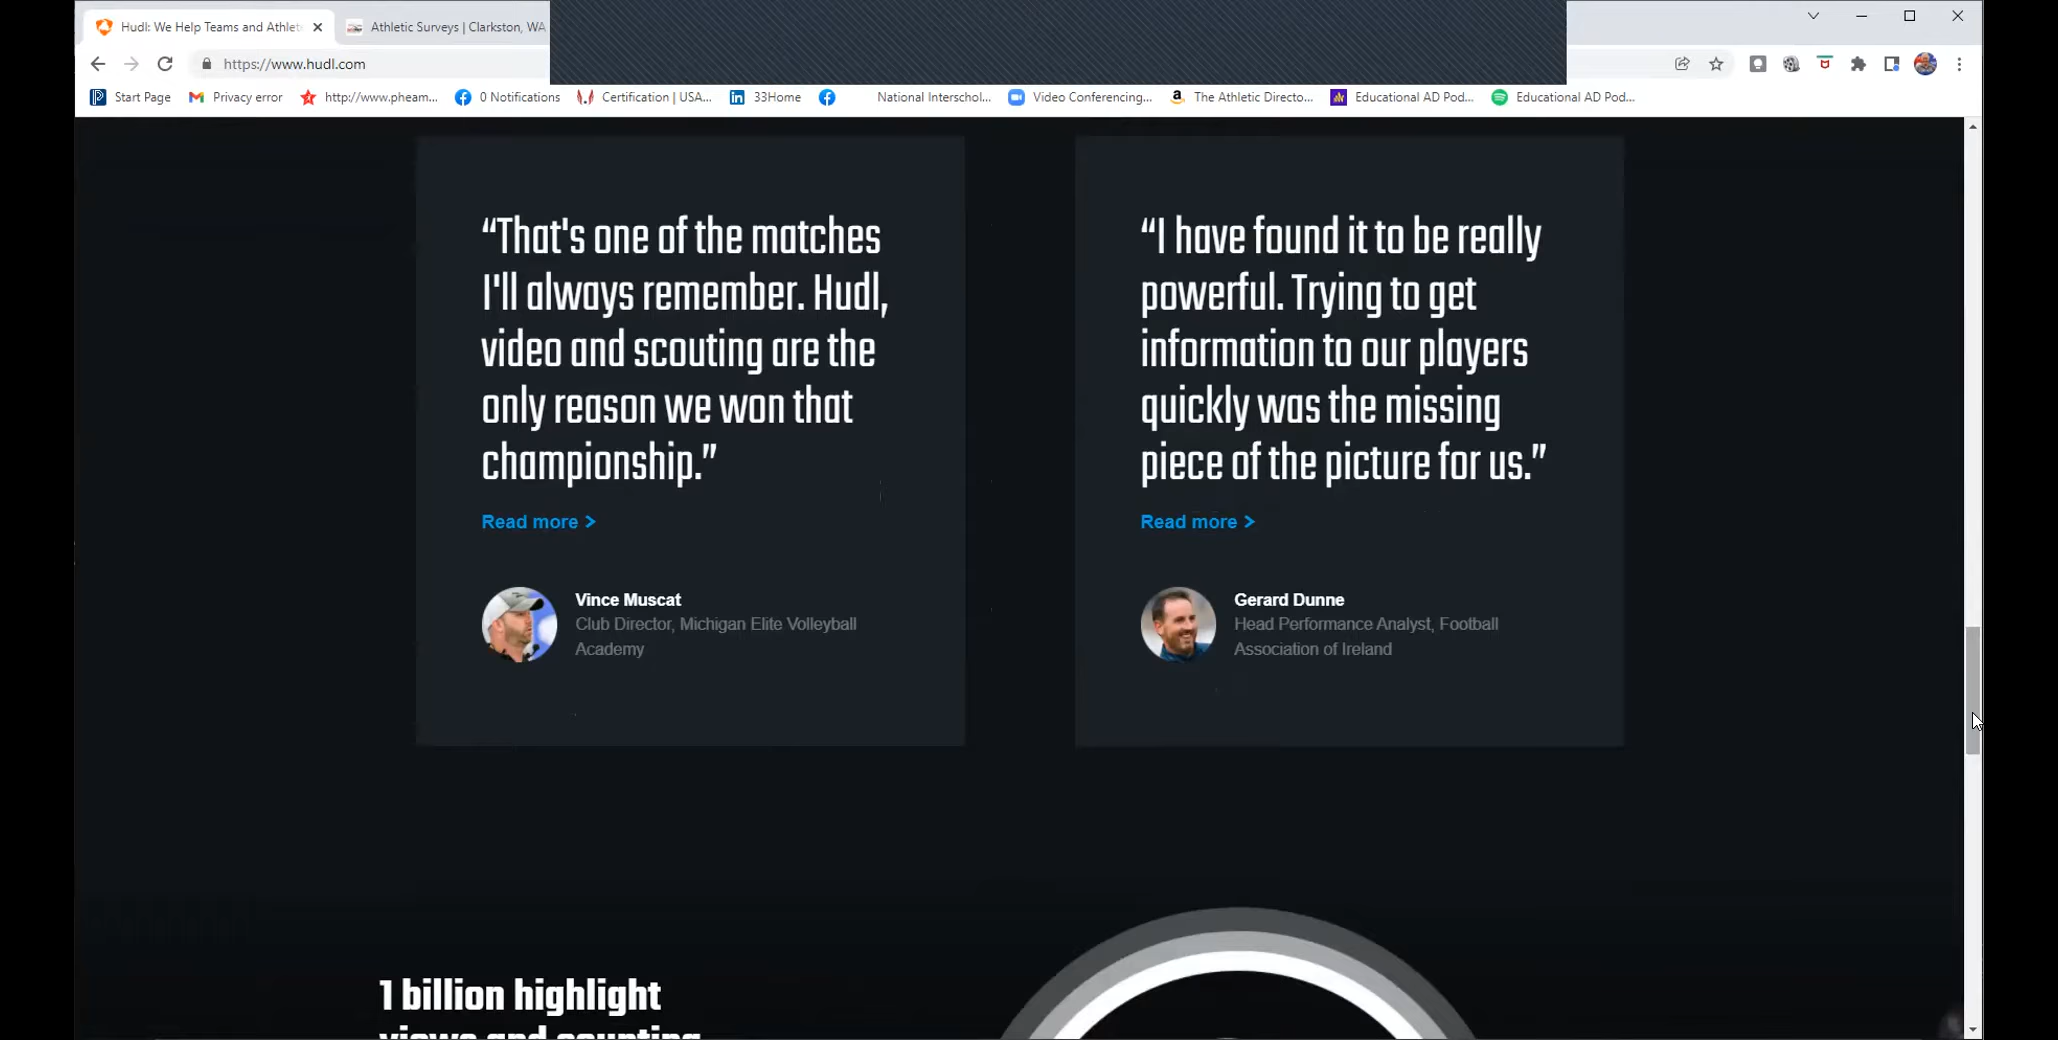 Hudl: We Help Teams and Athlet
Athletic Surveys | Clarkston, WA
https://www.hudl.com
Start Page
Privacy error
http://www.pheam...
0 Notifications
Certification | USA...
33Home
National Interschol...
Video Conferencing...
The Athletic Directo...
Educational AD Pod...
Educational AD Pod...
“That's one of the matches
I'll always remember. Hudl,
video and scouting are the
only reason we won that
championship.”
Read more >
Vince Muscat
Club Director, Michigan Elite Volleyball
Academy
“I have found it to be really
powerful. Trying to get
information to our players
quickly was the missing
piece of the picture for us.”
Read more >
Gerard Dunne
Head Performance Analyst, Football
Association of Ireland
1 billion highlight
views and counting